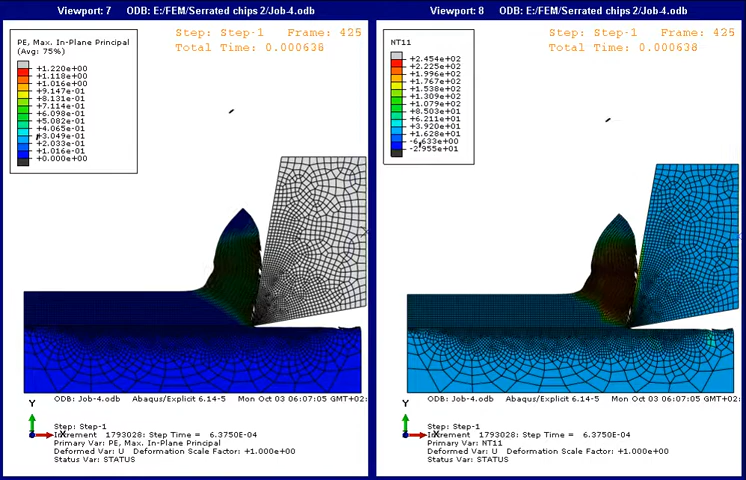 Viewport: 7 ODB: E:/FEM/Serrated chips 2/Job-4.odb
Step: Step-1 Frame: 425
Total Time: 0.000638
PE, Max. In-Plane Principal
(Avg: 75%)
+1.220e+00
+1.118e+00
+1.016e+00
+9.147e-01
+8.131e-01
+7.114e-01
+6.098e-01
+5.082e-01
+4.065e-01
+3.049e-01
+2.033e-01
+1.016e-01
+0.000e+00
ODB: Job-4.odb Abaqus/Explicit 6.14-5 Mon Oct 03 06:07:05 GMT+02:
Y
X
Step: Step-1
Increment 1793028: Step Time = 6.3750E-04
Primary Var: PE, Max. In-Plane Principal
Deformed Var: U Deformation Scale Factor: +1.000e+00
Status Var: STATUS
Viewport: 8 ODB: E:/FEM/Serrated chips 2/Job-4.odb
Step: Step-1 Frame: 425
Total Time: 0.000638
NT11
+2.454e+02
+2.225e+02
+1.996e+02
+1.767e+02
+1.538e+02
+1.309e+02
+1.079e+02
+8.503e+01
+6.211e+01
+3.920e+01
+1.628e+01
-6.633e+00
-2.955e+01
ODB: Job-4.odb Abaqus/Explicit 6.14-5 Mon Oct 03 06:07:05 GMT+02:
Y
X
Step: Step-1
Increment 1793028: Step Time = 6.3750E-04
Primary Var: NT11
Deformed Var: U Deformation Scale Factor: +1.000e+00
Status Var: STATUS